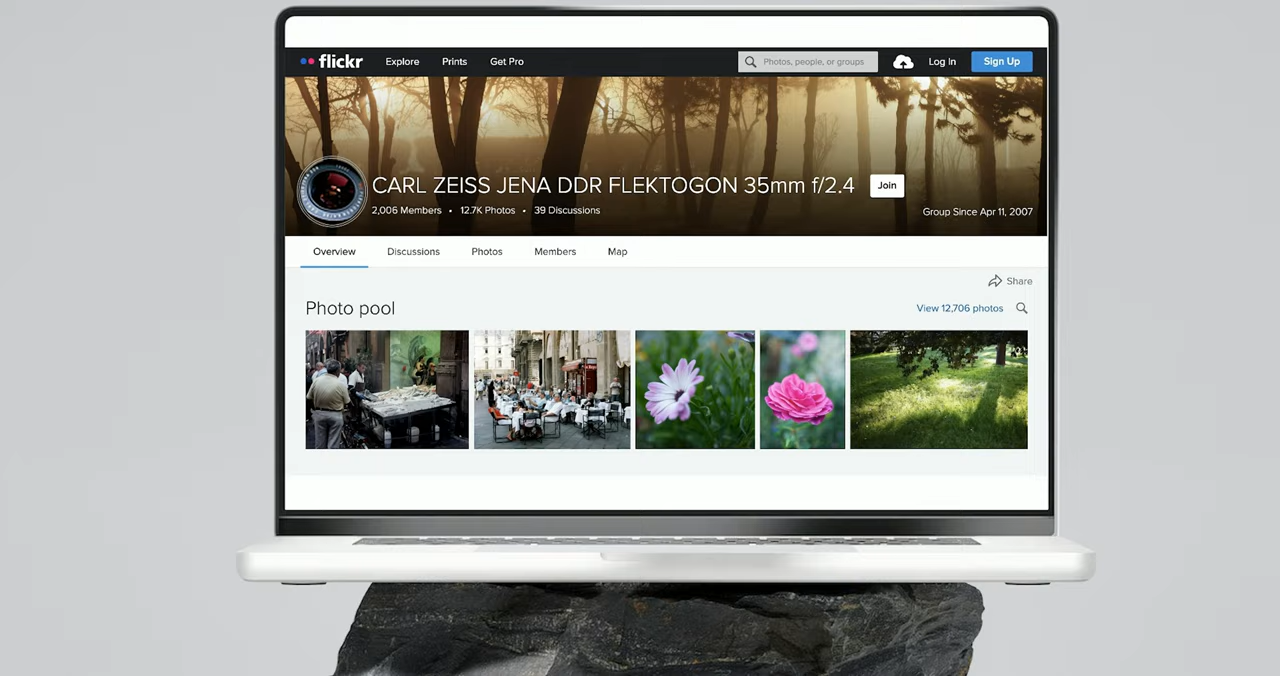 flickr Explore Prints Get Pro Photos, people, or groups Log in Sign Up
CARL ZEISS JENA DDR FLEKTOGON 35mm f/2.4 Join
2,006 Members • 12.7K Photos • 39 Discussions
Group Since Apr 11, 2007
Overview Discussions Photos Members Map
Share
Photo pool View 12,706 photos